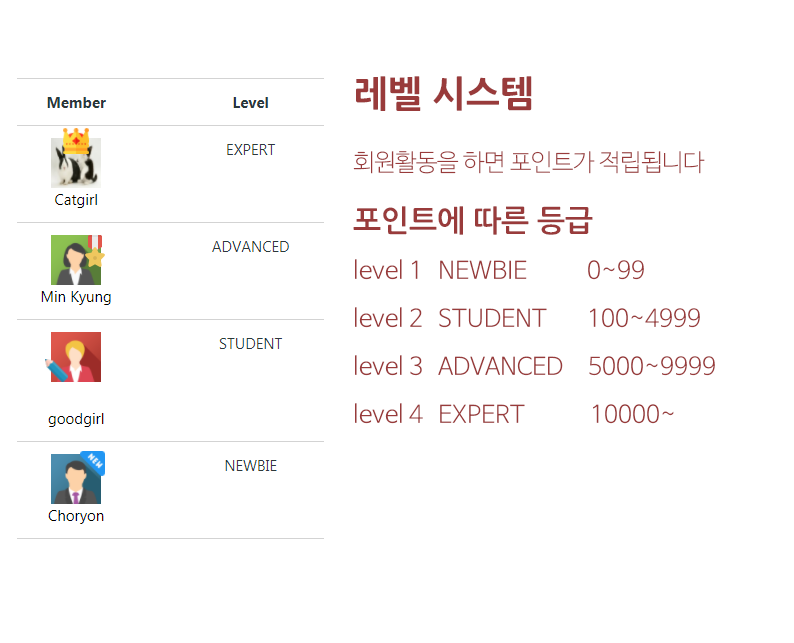 Member Level
EXPERT
Catgirl
ADVANCED
Min Kyung
STUDENT
goodgirl
NEW
NEWBIE
Choryon
레벨 시스템
회원활동을 하면 포인트가 적립됩니다
포인트에 따른 등급
level 1 NEWBIE 0~99
level 2 STUDENT 100~4999
level 3 ADVANCED 5000~9999
level 4 EXPERT 10000~